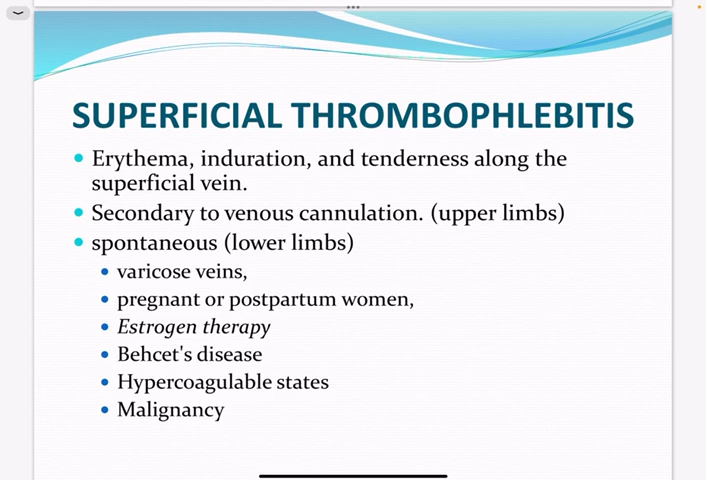 SUPERFICIAL THROMBOPHLEBITIS
Erythema, induration, and tenderness along the
superficial vein.
Secondary to venous cannulation. (upper limbs)
spontaneous (lower limbs)
varicose veins,
pregnant or postpartum women,
Estrogen therapy
Behcet's disease
Hypercoagulable states
Malignancy